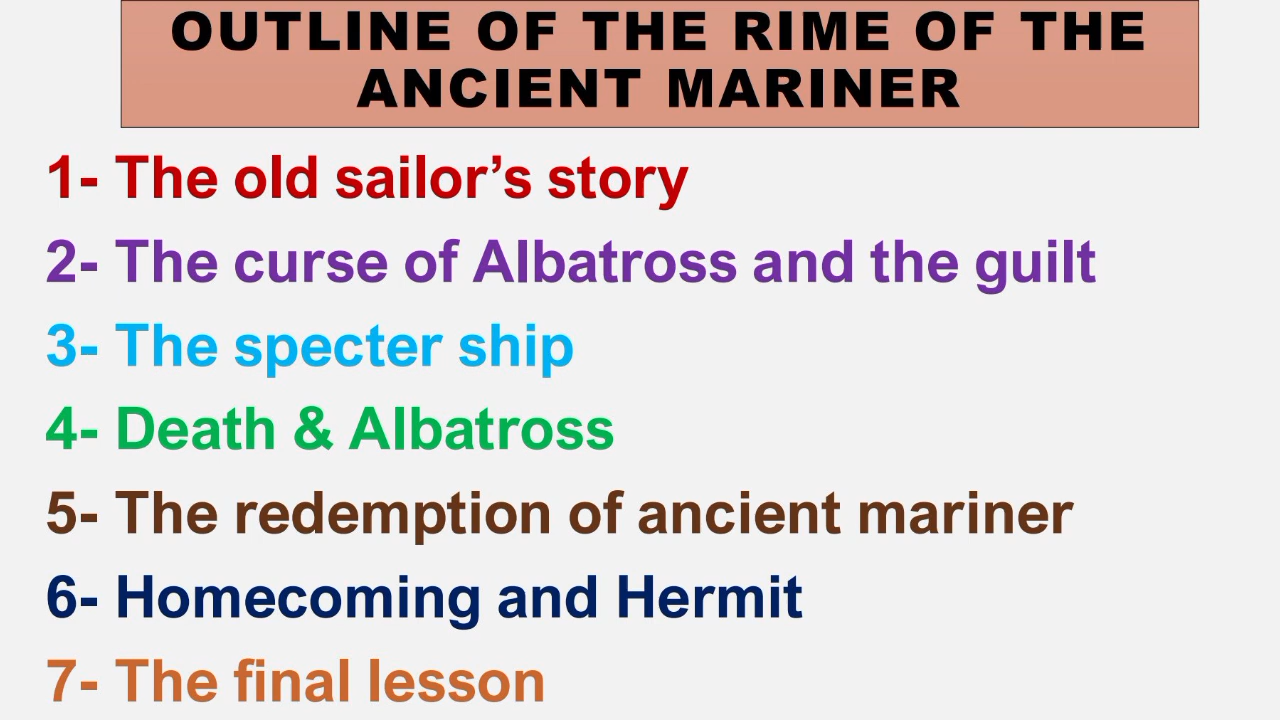 OUTLINE OF THE RIME OF THE
ANCIENT MARINER
1- The old sailor’s story
2- The curse of Albatross and the guilt
3- The specter ship
4- Death & Albatross
5- The redemption of ancient mariner
6- Homecoming and Hermit
7- The final lesson